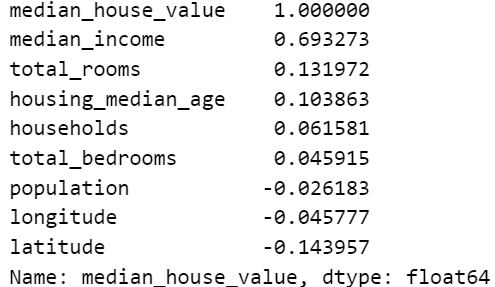 median_house_value    1.000000
median_income         0.693273
total_rooms           0.131972
housing_median_age    0.103863
households            0.061581
total_bedrooms        0.045915
population           -0.026183
longitude            -0.045777
latitude             -0.143957
Name: median_house_value, dtype: float64